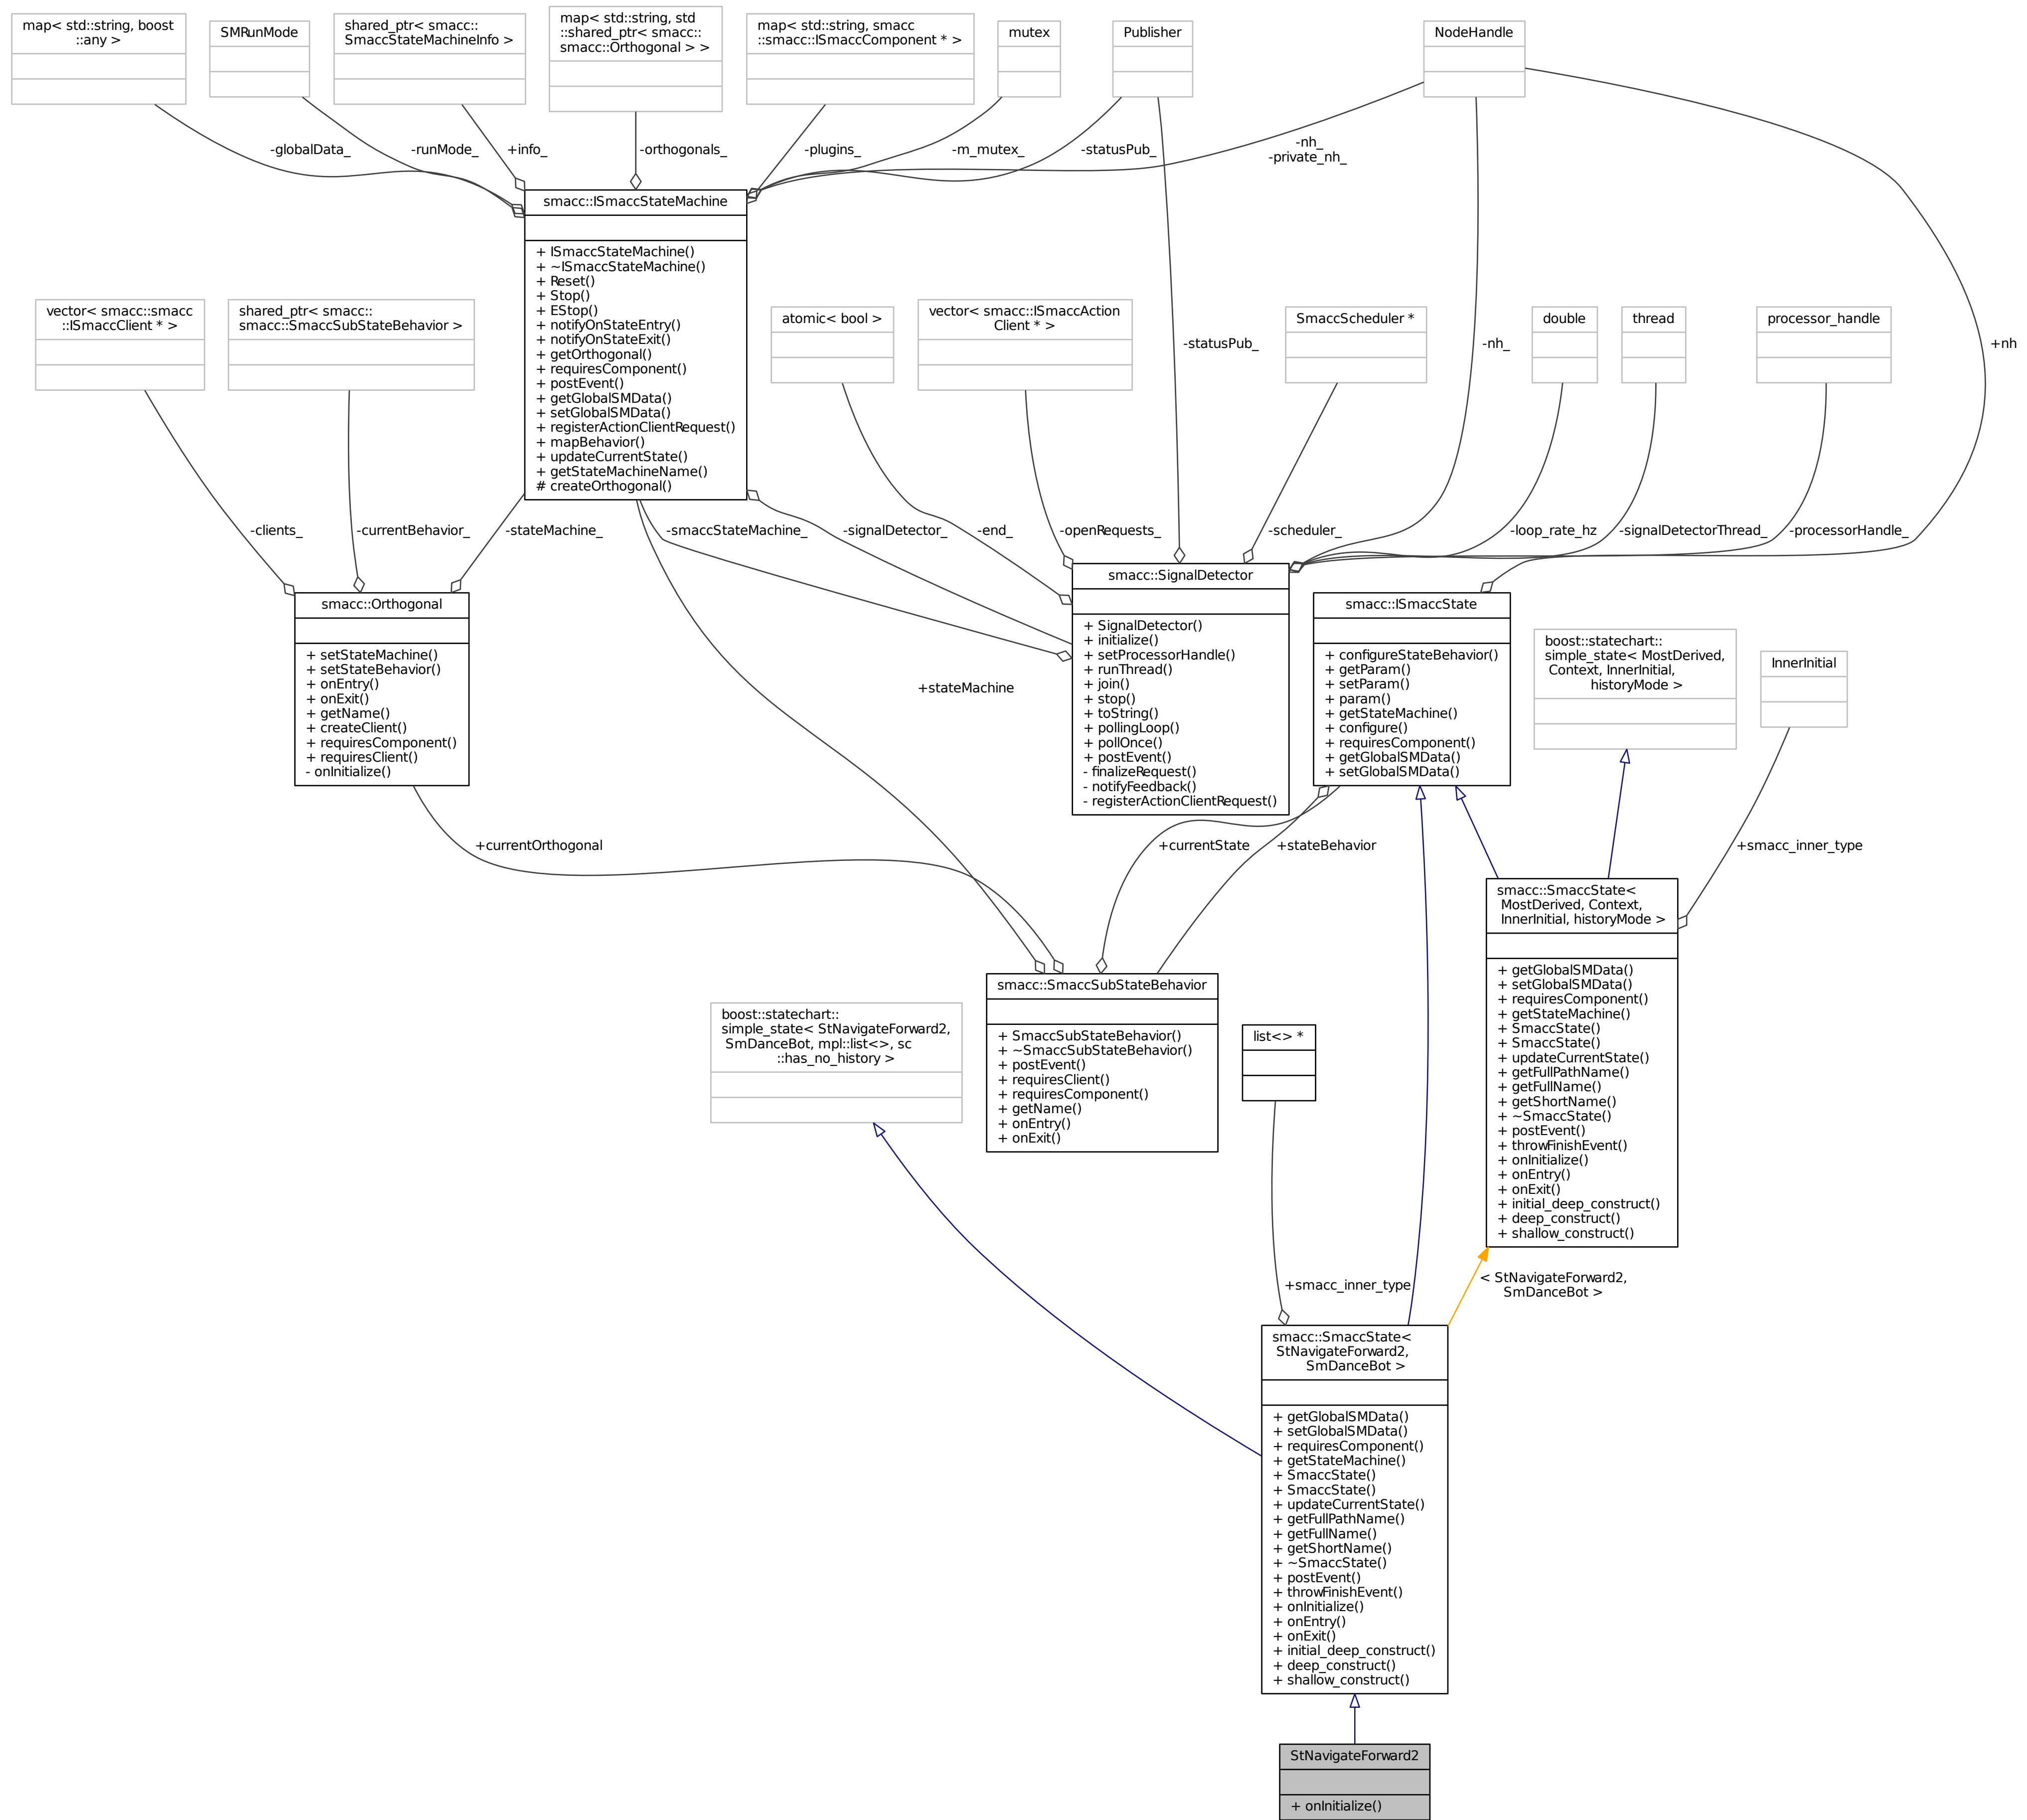 map< std::string, boost
::any >
SMRunMode
shared_ptr< smacc::
SmaccStateMachineInfo >
map< std::string, std
::shared_ptr< smacc::
smacc::Orthogonal > >
map< std::string, smacc
::smacc::ISmaccComponent * >
mutex
Publisher
NodeHandle
-globalData_
-runMode_
+info_
-orthogonals_
-plugins_
-m_mutex_
-statusPub_
-nh_
-private_nh_
smacc::ISmaccStateMachine
+ ISmaccStateMachine()
+ ~ISmaccStateMachine()
+ Reset()
+ Stop()
+ EStop()
+ notifyOnStateEntry()
+ notifyOnStateExit()
+ getOrthogonal()
+ requiresComponent()
+ postEvent()
+ getGlobalSMData()
+ setGlobalSMData()
+ registerActionClientRequest()
+ mapBehavior()
+ updateCurrentState()
+ getStateMachineName()
# createOrthogonal()
vector< smacc::smacc
::ISmaccClient * >
shared_ptr< smacc::
smacc::SmaccSubStateBehavior >
atomic< bool >
vector< smacc::ISmaccAction
Client * >
SmaccScheduler *
double
thread
processor_handle
-statusPub_
-nh_
+nh
-clients_
-currentBehavior_
-stateMachine_
-smaccStateMachine_
-signalDetector_
-end_
-openRequests_
-scheduler_
-loop_rate_hz
-signalDetectorThread_
-processorHandle_
smacc::Orthogonal
+ setStateMachine()
+ setStateBehavior()
+ onEntry()
+ onExit()
+ getName()
+ createClient()
+ requiresComponent()
+ requiresClient()
- onInitialize()
smacc::SignalDetector
+ SignalDetector()
+ initialize()
+ setProcessorHandle()
+ runThread()
+ join()
+ stop()
+ toString()
+ pollingLoop()
+ pollOnce()
+ postEvent()
- finalizeRequest()
- notifyFeedback()
- registerActionClientRequest()
smacc::ISmaccState
+ configureStateBehavior()
+ getParam()
+ setParam()
+ param()
+ getStateMachine()
+ configure()
+ requiresComponent()
+ getGlobalSMData()
+ setGlobalSMData()
boost::statechart::
simple_state< MostDerived,
Context, InnerInitial,
historyMode >
InnerInitial
+stateMachine
+currentOrthogonal
+currentState
+stateBehavior
+smacc_inner_type
smacc::SmaccState<
MostDerived, Context,
InnerInitial, historyMode >
+ getGlobalSMData()
+ setGlobalSMData()
+ requiresComponent()
+ getStateMachine()
+ SmaccState()
+ SmaccState()
+ updateCurrentState()
+ getFullPathName()
+ getFullName()
+ getShortName()
+ ~SmaccState()
+ postEvent()
+ throwFinishEvent()
+ onInitialize()
+ onEntry()
+ onExit()
+ initial_deep_construct()
+ deep_construct()
+ shallow_construct()
boost::statechart::
simple_state< StNavigateForward2,
SmDanceBot, mpl::list<>, sc
::has_no_history >
smacc::SmaccSubStateBehavior
+ SmaccSubStateBehavior()
+ ~SmaccSubStateBehavior()
+ postEvent()
+ requiresClient()
+ requiresComponent()
+ getName()
+ onEntry()
+ onExit()
list<> *
+smacc_inner_type
< StNavigateForward2,
SmDanceBot >
smacc::SmaccState<
StNavigateForward2,
SmDanceBot >
+ getGlobalSMData()
+ setGlobalSMData()
+ requiresComponent()
+ getStateMachine()
+ SmaccState()
+ SmaccState()
+ updateCurrentState()
+ getFullPathName()
+ getFullName()
+ getShortName()
+ ~SmaccState()
+ postEvent()
+ throwFinishEvent()
+ onInitialize()
+ onEntry()
+ onExit()
+ initial_deep_construct()
+ deep_construct()
+ shallow_construct()
StNavigateForward2
+ onInitialize()